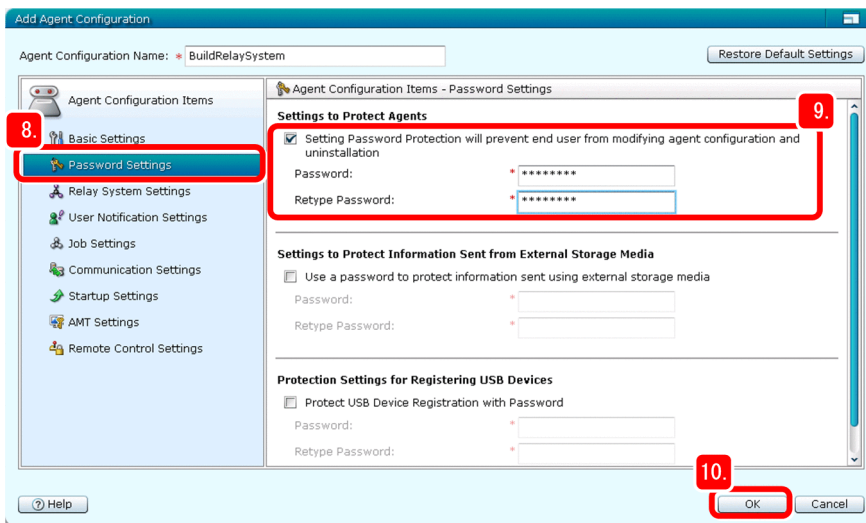 Add Agent Configuration
Agent Configuration Name: * BuildRelaySystem
Restore Default Settings
Agent Configuration Items
8.
Basic Settings
Password Settings
Relay System Settings
User Notification Settings
Job Settings
Communication Settings
Startup Settings
AMT Settings
Remote Control Settings
Agent Configuration Items - Password Settings
9.
Settings to Protect Agents
Setting Password Protection will prevent end user from modifying agent configuration and
uninstallation
Password: * ********
Retype Password: * ********
Settings to Protect Information Sent from External Storage Media
Use a password to protect information sent using external storage media
Password: *
Retype Password: *
Protection Settings for Registering USB Devices
Protect USB Device Registration with Password
Password: *
Retype Password: *
10.
? Help
OK
Cancel